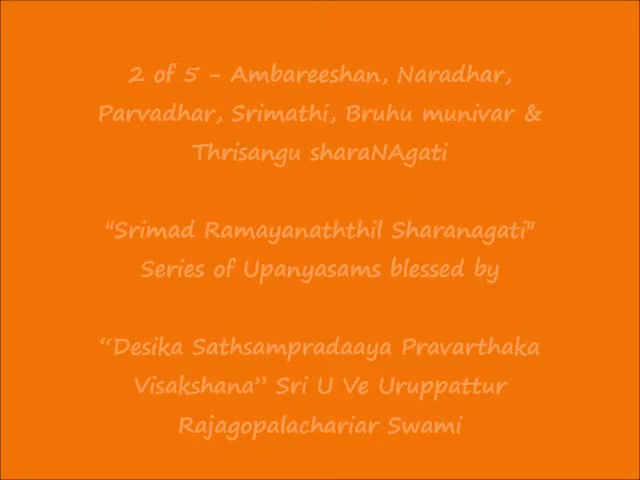 2 of 5 - Ambareeshan, Naradhar,
Parvadhar, Srimathi, Bruhu munivar &
Thrisangu sharaNAgati
"Srimad Ramayanaththil Sharanagati"
Series of Upanyasams blessed by
“Desika Sathsampradaaya Pravarthaka
Visakshana” Sri U Ve Uruppattur
Rajagopalachariar Swami